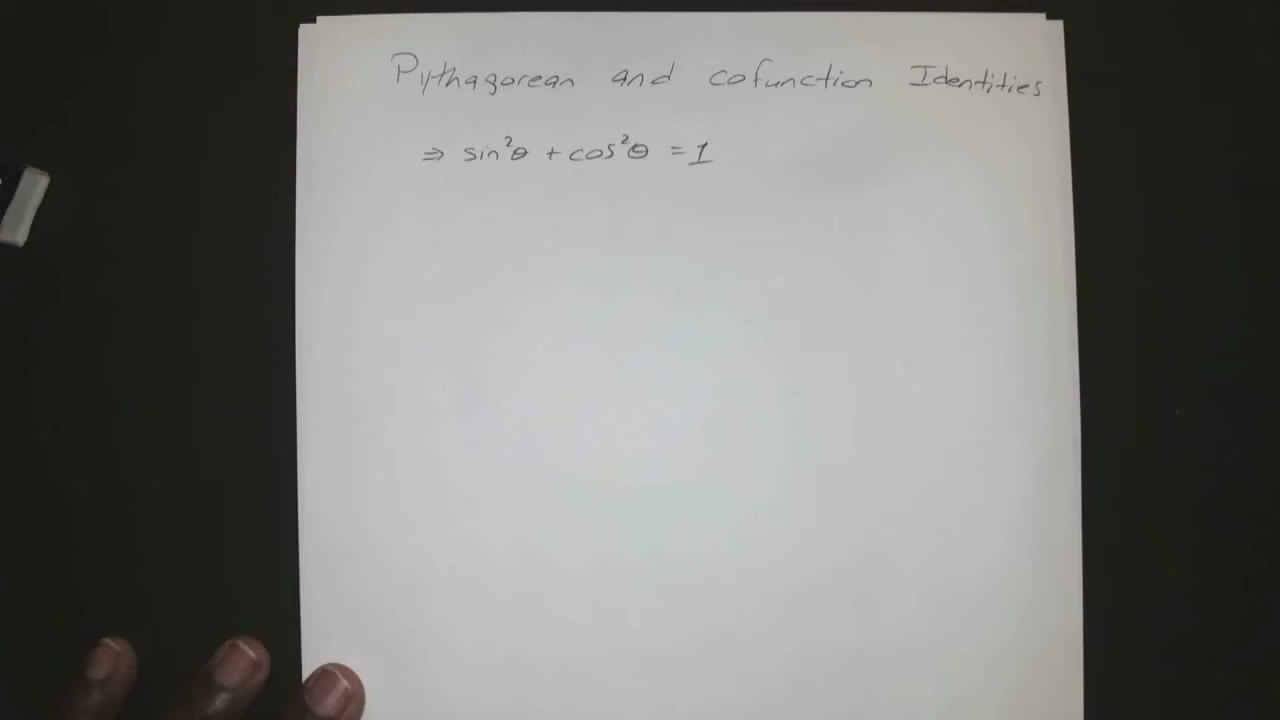 Pythagorean and cofunction Identities
⇒ sin²θ + cos²θ = 1